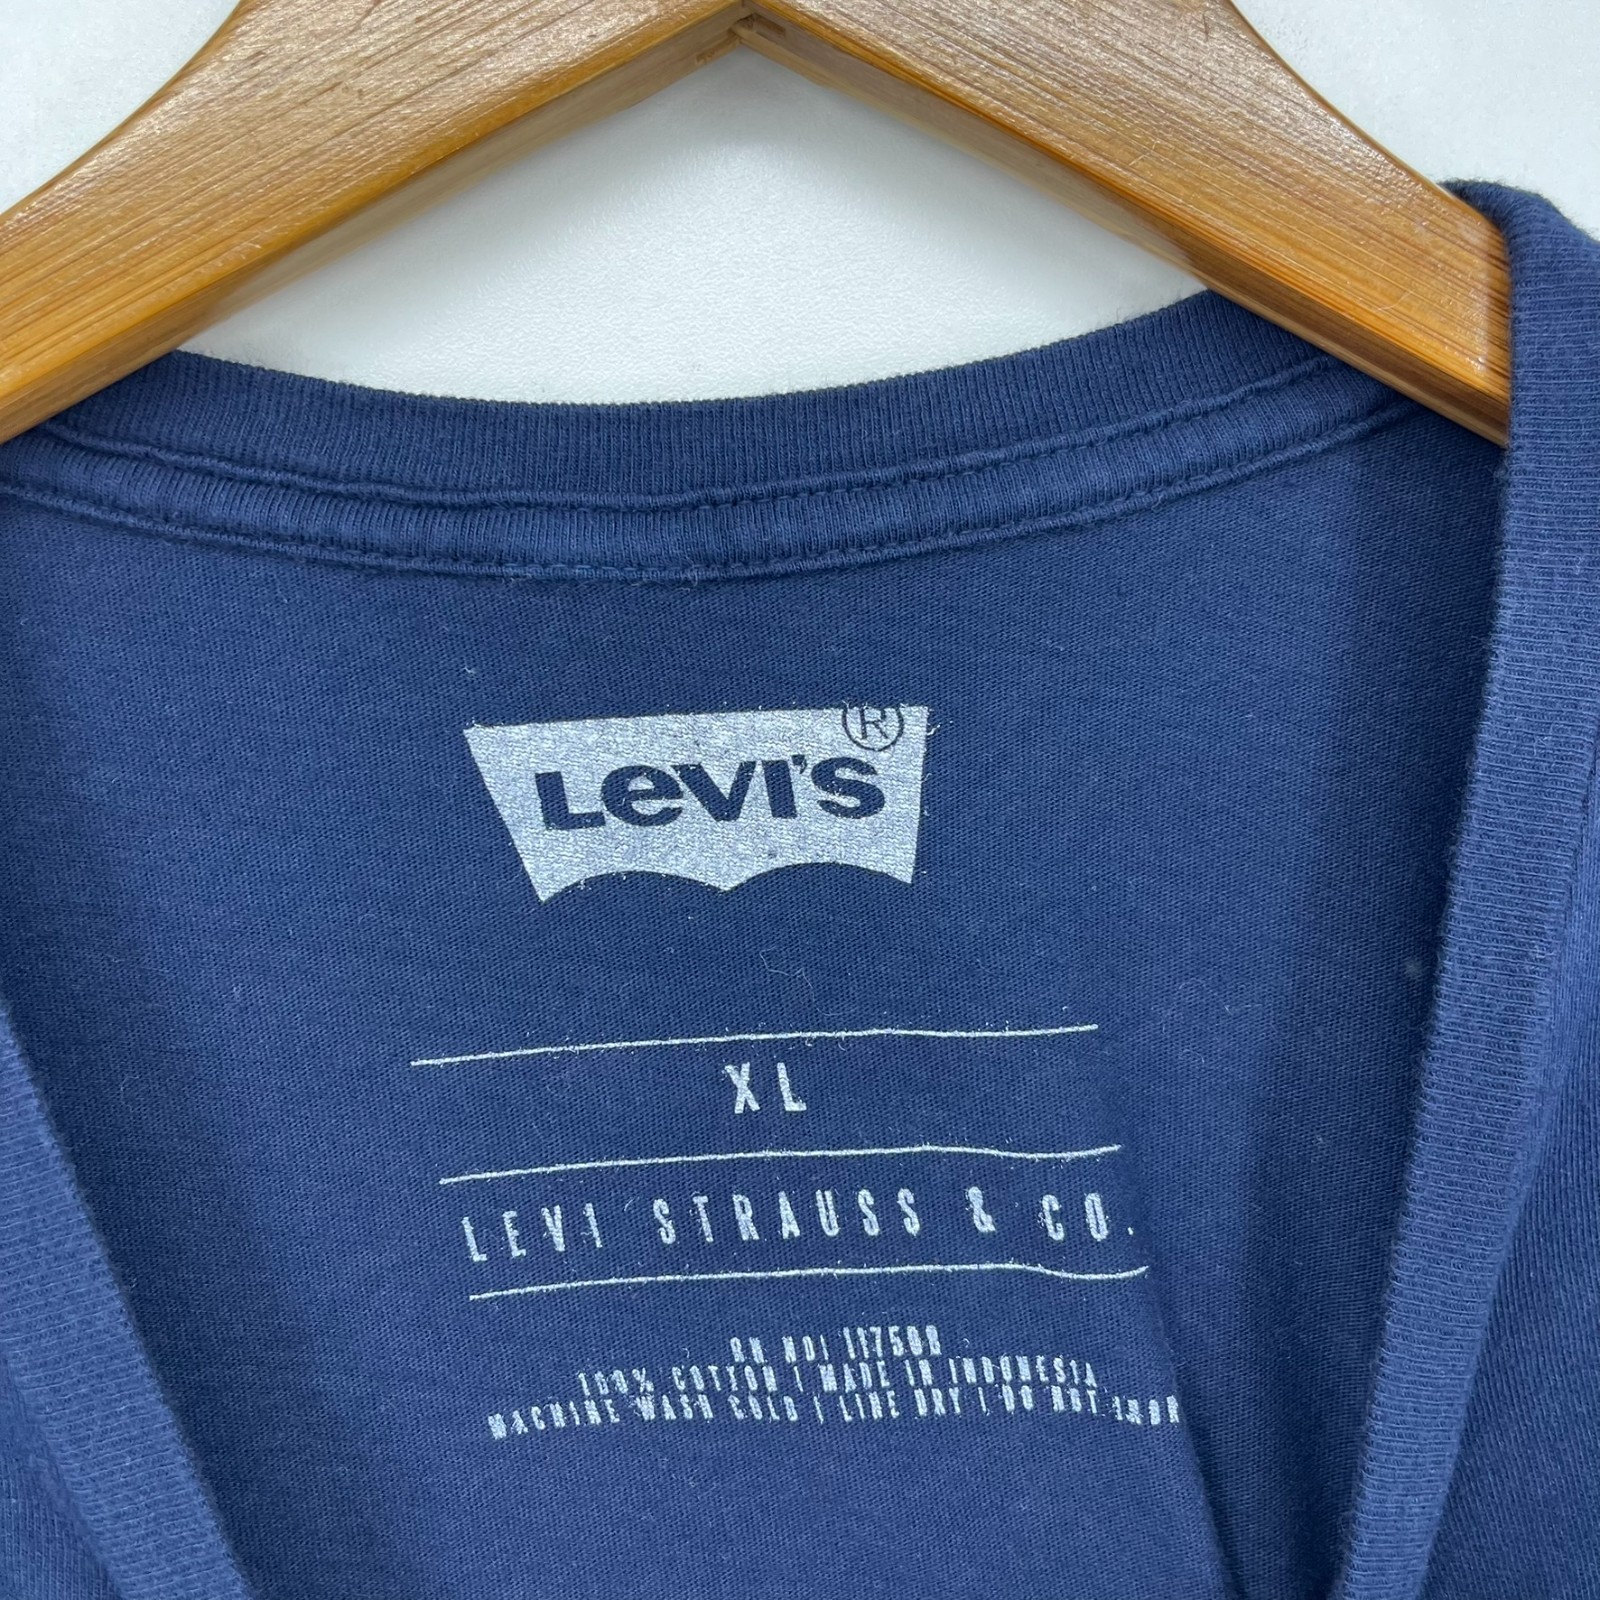 LEVI'S ®
XL
LEVI STRAUSS & CO.
RN NO: 11750R
100% COTTON | MADE IN INDONESIA
MACHINE WASH COLD | LINE DRY | DO NOT IRON